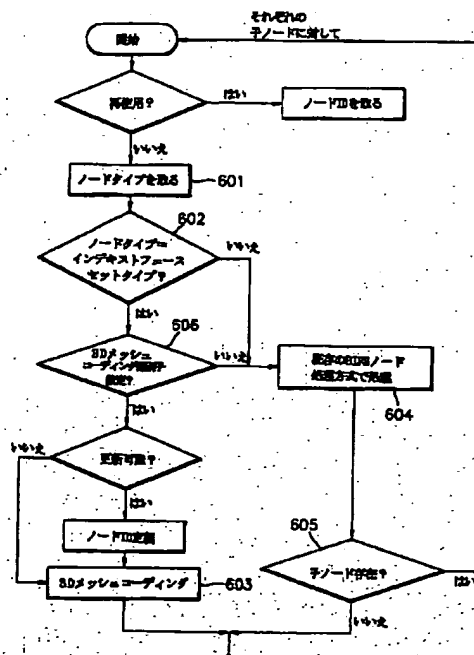 それぞれの
子ノードに対して
開始
再使用?
はい
ノードIDを取る
いいえ
ノードタイプを取る
601
602
ノードタイプ=
インデキストフェース
セットタイプ?
いいえ
はい
606
3Dメッシュ
コーディング
設定?
いいえ
既存のBIFSノード
処理方式で処理
604
はい
更新可能?
いいえ
はい
ノードID定義
3Dメッシュコーディング
603
605
子ノード存在?
はい
いいえ